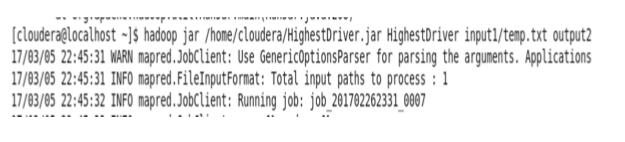 [cloudera@localhost ~]$ hadoop jar /home/cloudera/HighestDriver.jar HighestDriver input1/temp.txt output2
17/03/05 22:45:31 WARN mapred.JobClient: Use GenericOptionsParser for parsing the arguments. Applications
17/03/05 22:45:31 INFO mapred.FileInputFormat: Total input paths to process : 1
17/03/05 22:45:32 INFO mapred.JobClient: Running job: job_201702262331_0007